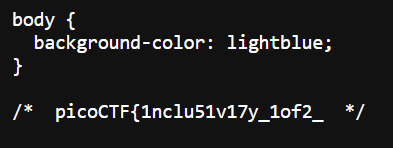 body {
  background-color: lightblue;
}
/*  picoCTF{1nclu51v17y_1of2_  */